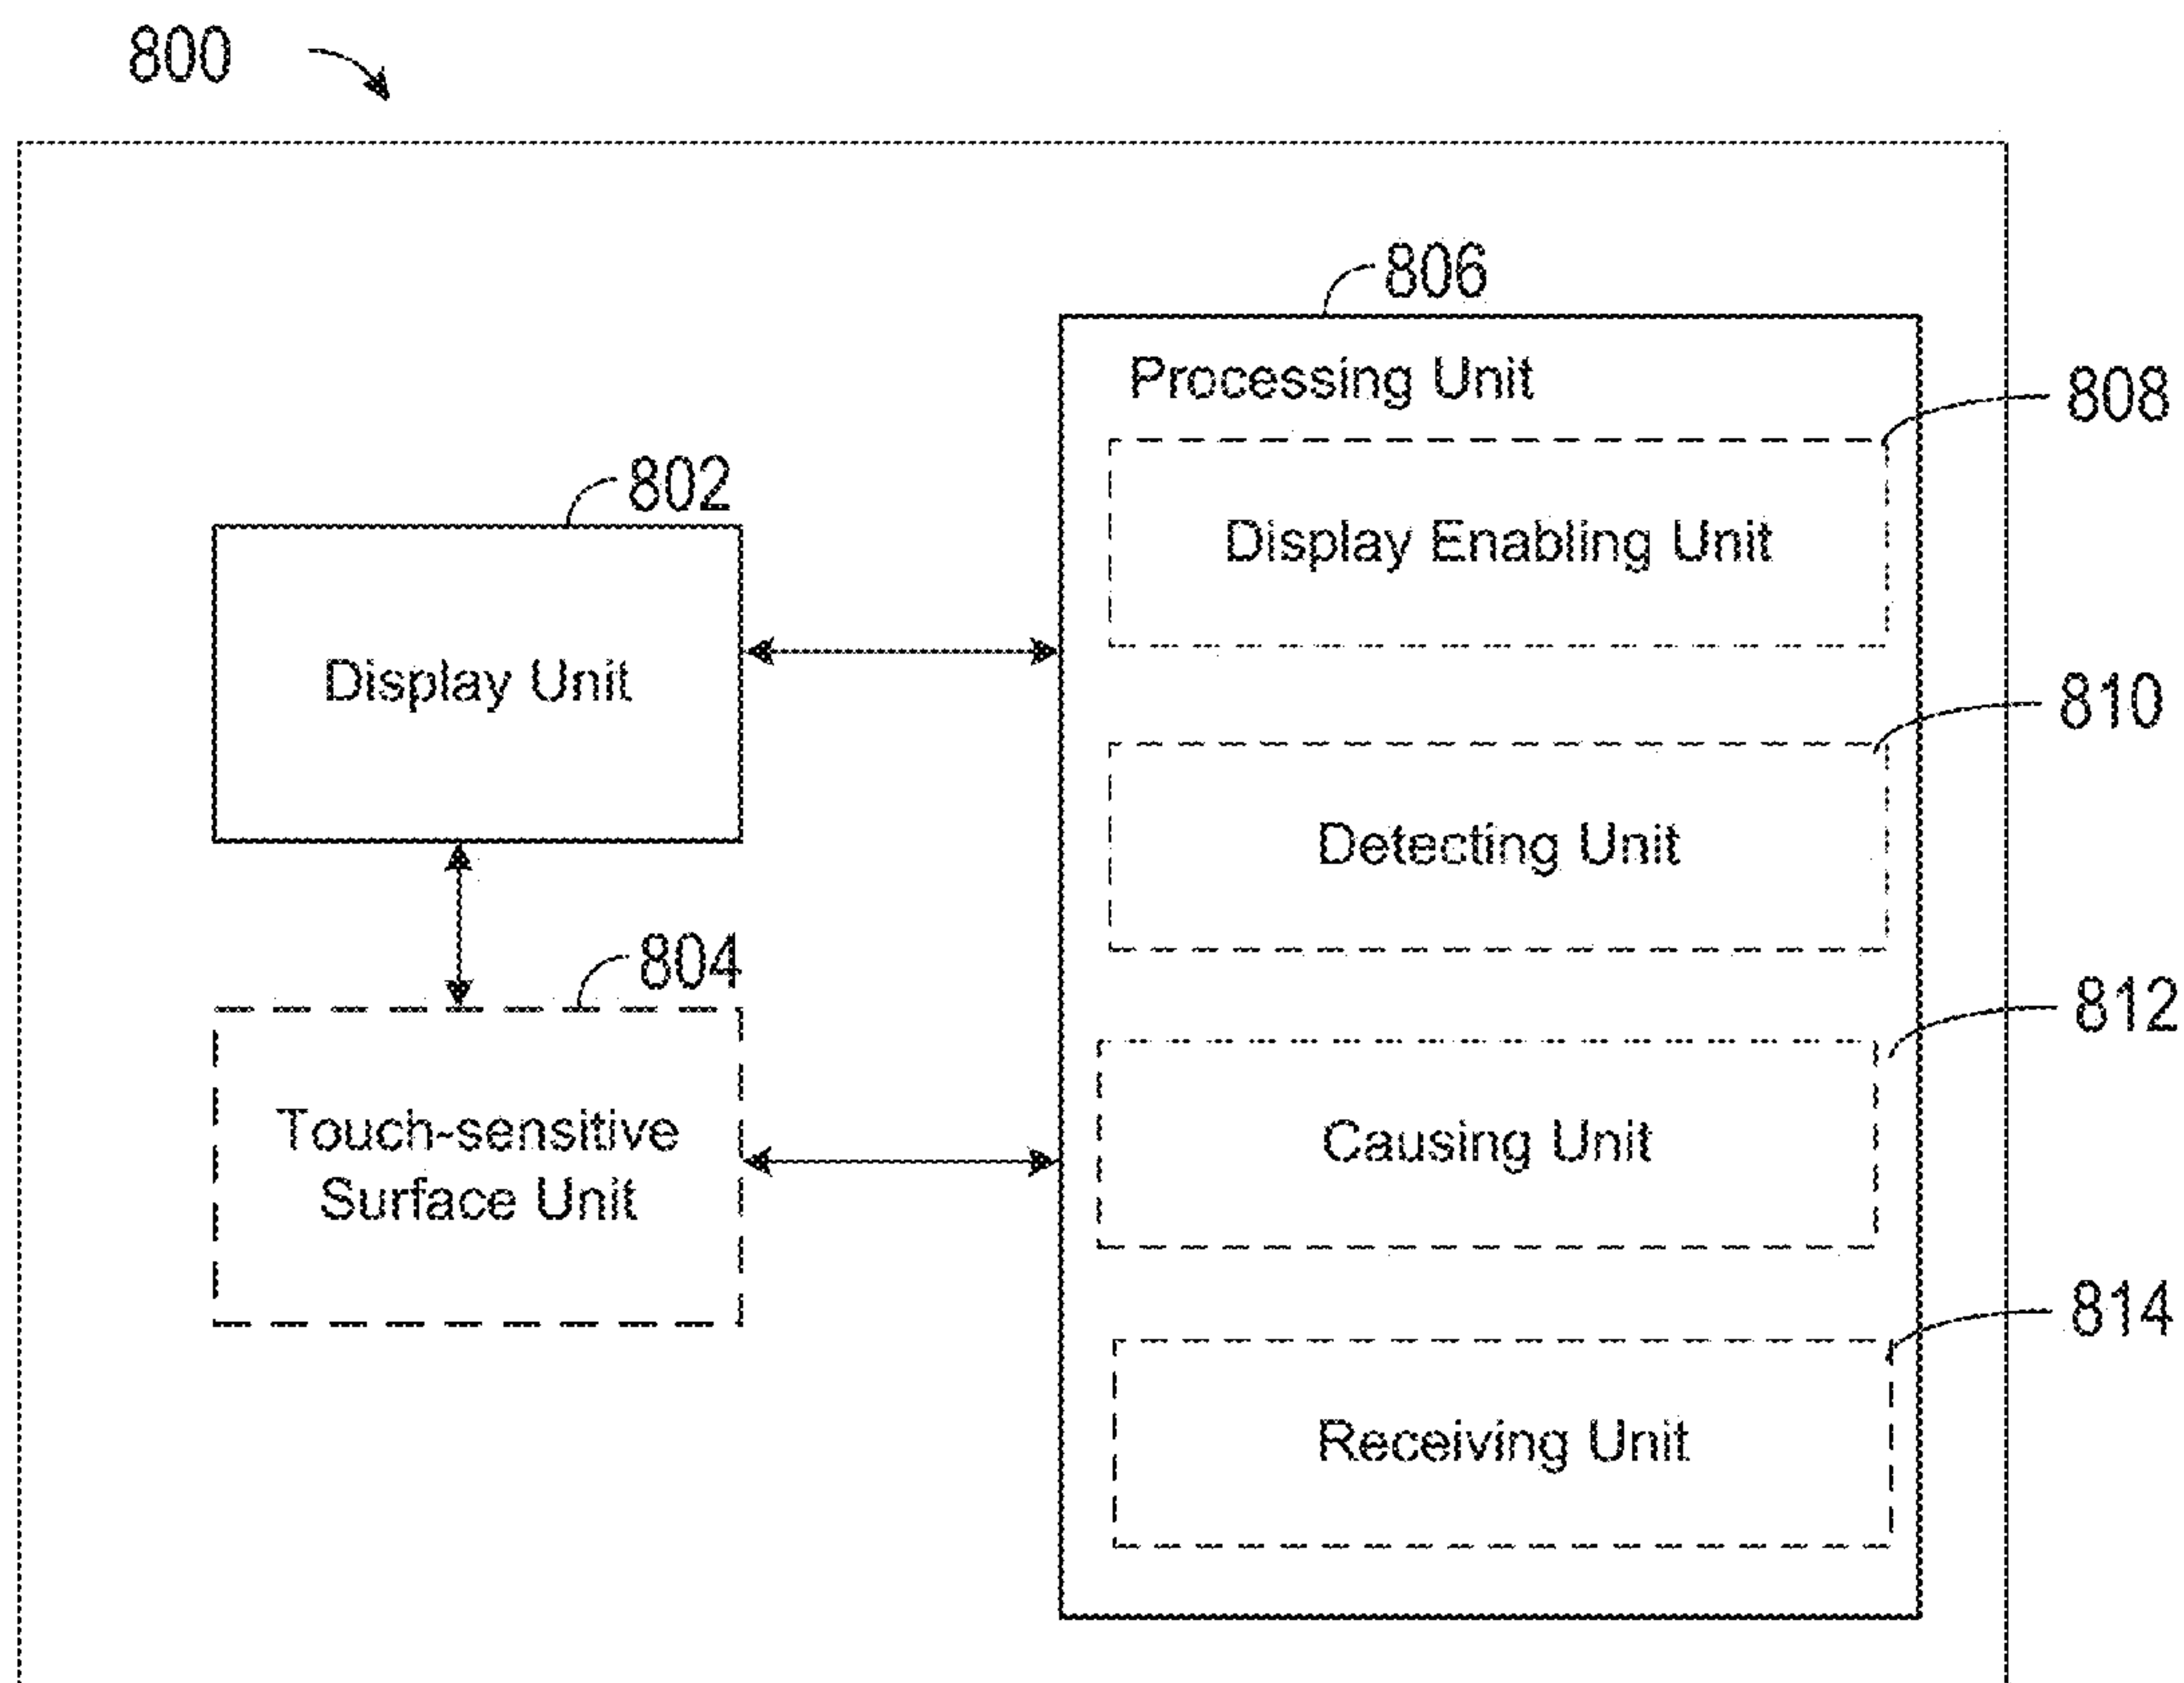 800
806
Processing Unit
808
Display Enabling Unit
802
Display Unit
810
Detecting Unit
804
Touch-sensitive
Surface Unit
812
Causing Unit
814
Receiving Unit